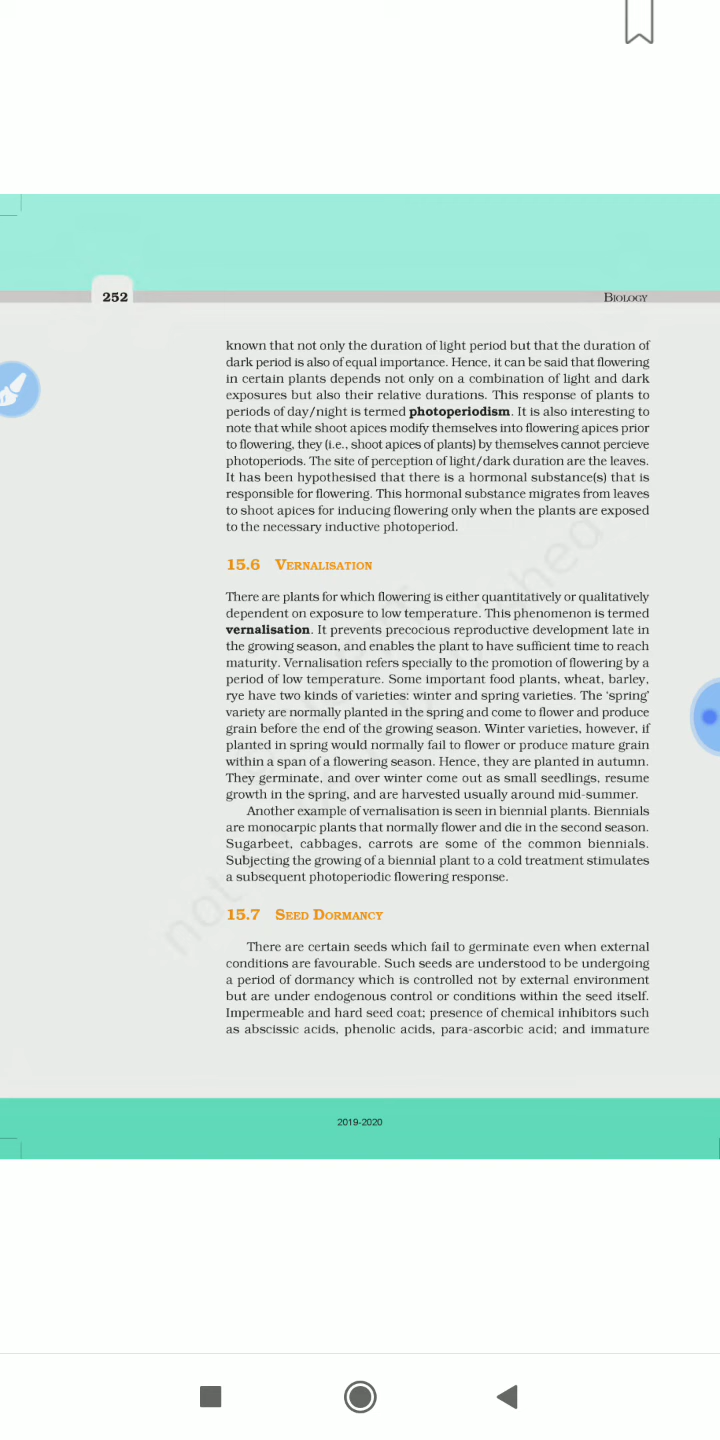 252
BIOLOGY
known that not only the duration of light period but that the duration of
dark period is also of equal importance. Hence, it can be said that flowering
in certain plants depends not only on a combination of light and dark
exposures but also their relative durations. This response of plants to
periods of day/night is termed photoperiodism. It is also interesting to
note that while shoot apices modify themselves into flowering apices prior
to flowering, they (i.e., shoot apices of plants) by themselves cannot percieve
photoperiods. The site of perception of light/dark duration are the leaves.
It has been hypothesised that there is a hormonal substance(s) that is
responsible for flowering. This hormonal substance migrates from leaves
to shoot apices for inducing flowering only when the plants are exposed
to the necessary inductive photoperiod.
15.6 VERNALISATION
There are plants for which flowering is either quantitatively or qualitatively
dependent on exposure to low temperature. This phenomenon is termed
vernalisation. It prevents precocious reproductive development late in
the growing season, and enables the plant to have sufficient time to reach
maturity. Vernalisation refers specially to the promotion of flowering by a
period of low temperature. Some important food plants, wheat, barley,
rye have two kinds of varieties: winter and spring varieties. The ‘spring’
variety are normally planted in the spring and come to flower and produce
grain before the end of the growing season. Winter varieties, however, if
planted in spring would normally fail to flower or produce mature grain
within a span of a flowering season. Hence, they are planted in autumn.
They germinate, and over winter come out as small seedlings, resume
growth in the spring, and are harvested usually around mid-summer.
Another example of vernalisation is seen in biennial plants. Biennials
are monocarpic plants that normally flower and die in the second season.
Sugarbeet, cabbages, carrots are some of the common biennials.
Subjecting the growing of a biennial plant to a cold treatment stimulates
a subsequent photoperiodic flowering response.
15.7 SEED DORMANCY
There are certain seeds which fail to germinate even when external
conditions are favourable. Such seeds are understood to be undergoing
a period of dormancy which is controlled not by external environment
but are under endogenous control or conditions within the seed itself.
Impermeable and hard seed coat; presence of chemical inhibitors such
as abscissic acids, phenolic acids, para-ascorbic acid; and immature
2019-2020